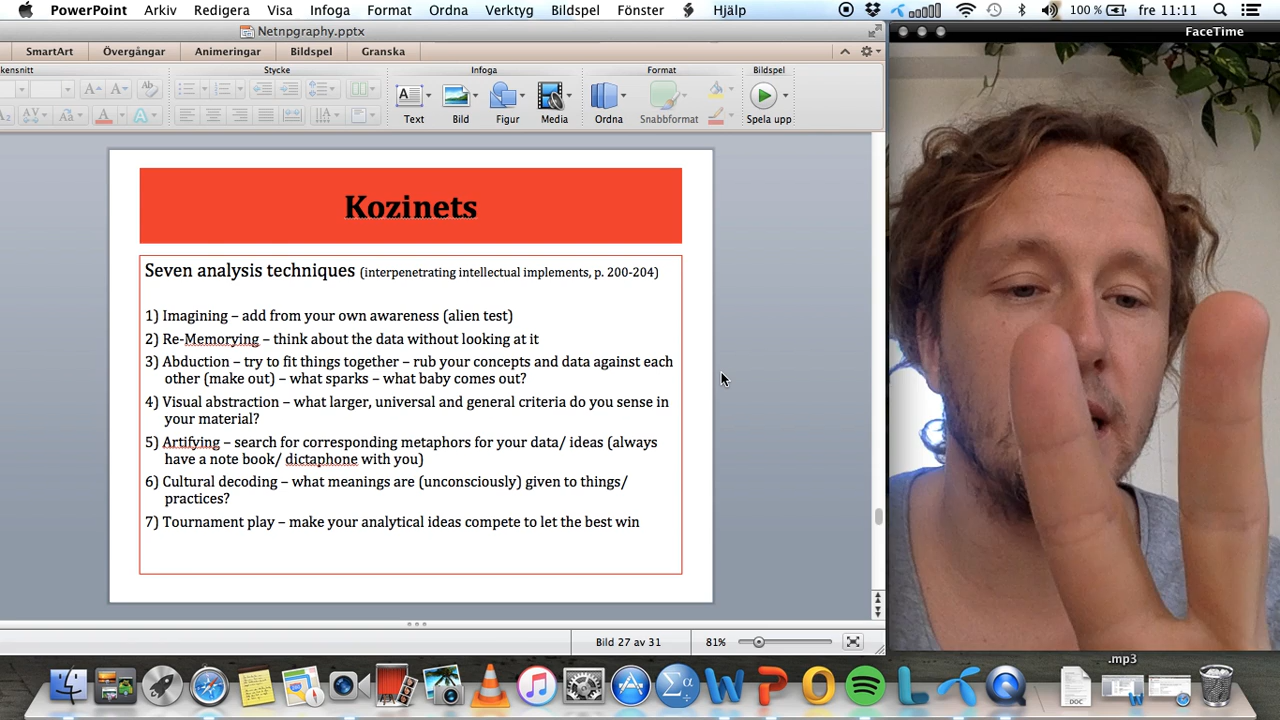 PowerPoint Arkiv Redigera Visa Infoga Format Ordna Verktyg Bildspel Fönster Hjälp 100 % fre 11:11
Netnpgraphy.pptx
FaceTime
SmartArt Övergångar Animeringar Bildspel Granska
kensnitt Stycke Infoga Format Bildspel
Text Bild Figur Media Ordna Snabbformat Spela upp
Kozinets
Seven analysis techniques (interpenetrating intellectual implements, p. 200-204)
1) Imagining – add from your own awareness (alien test)
2) Re-Memorying – think about the data without looking at it
3) Abduction – try to fit things together – rub your concepts and data against each
other (make out) – what sparks – what baby comes out?
4) Visual abstraction – what larger, universal and general criteria do you sense in
your material?
5) Artifying – search for corresponding metaphors for your data/ ideas (always
have a note book/ dictaphone with you)
6) Cultural decoding – what meanings are (unconsciously) given to things/
practices?
7) Tournament play – make your analytical ideas compete to let the best win
Bild 27 av 31 81%
.mp3
DOC